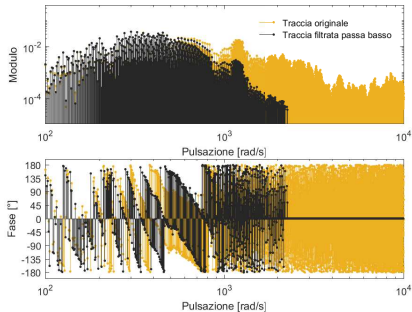 Traccia originale
Traccia filtrata passa basso
Modulo
10^-2
10^-4
10^2
10^3
10^4
Pulsazione [rad/s]
Fase [°]
180
135
90
45
0
-45
-90
-135
-180
10^2
10^3
10^4
Pulsazione [rad/s]